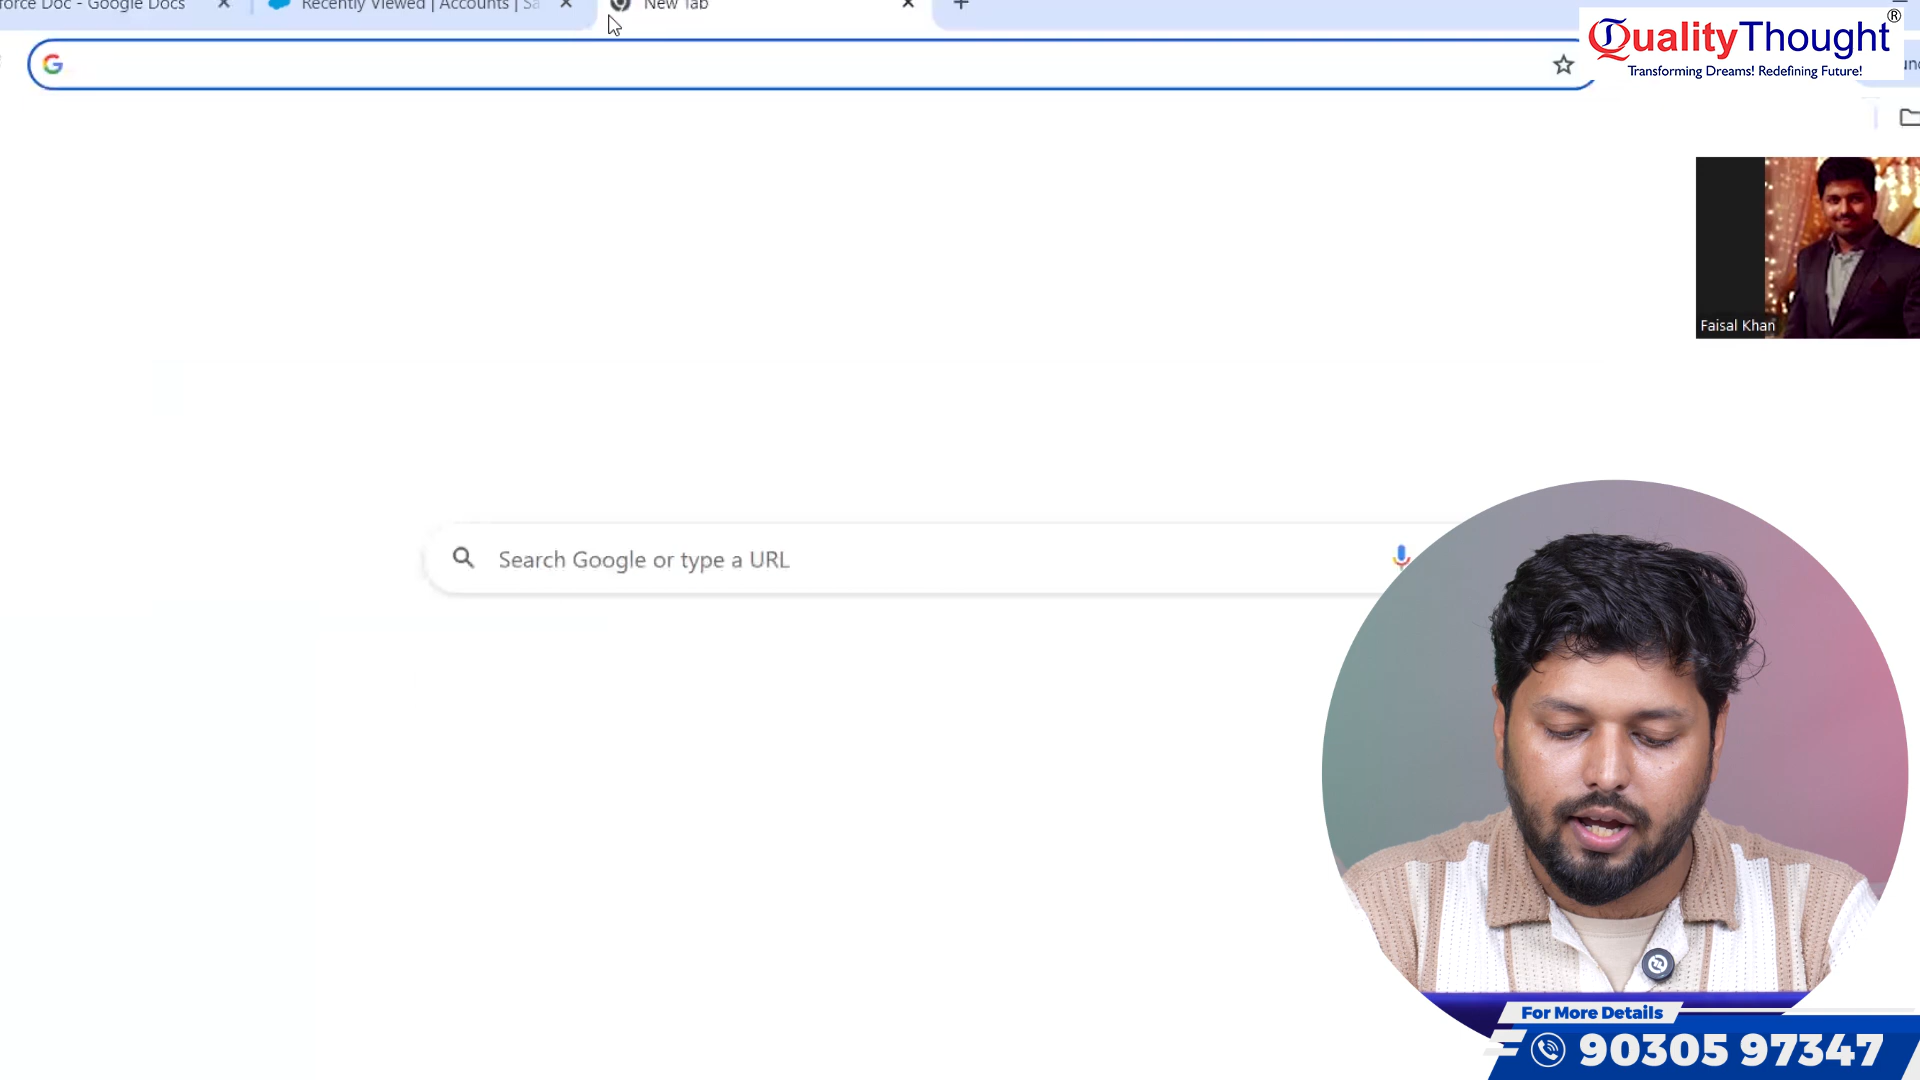 force Doc - Google Docs
Recently Viewed | Accounts | Sa
New Tab
QualityThought®
Transforming Dreams! Redefining Future!
Faisal Khan
Search Google or type a URL
For More Details
90305 97347